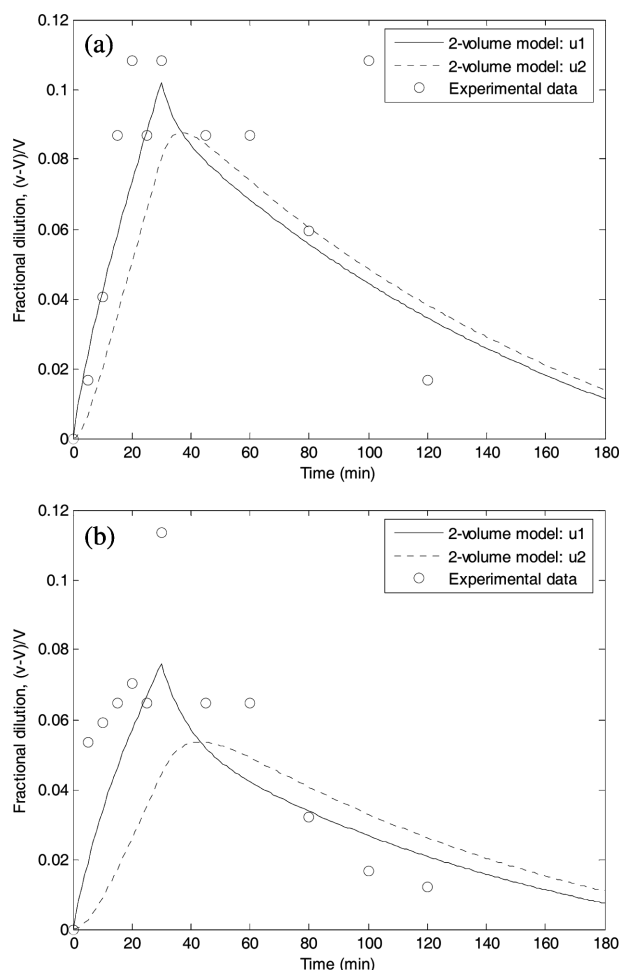 (a)
2-volume model: u1
2-volume model: u2
Experimental data
Fractional dilution, (v-V)/V
0.12
0.1
0.08
0.06
0.04
0.02
0
0 20 40 60 80 100 120 140 160 180
Time (min)
(b)
2-volume model: u1
2-volume model: u2
Experimental data
Fractional dilution, (v-V)/V
0.12
0.1
0.08
0.06
0.04
0.02
0
0 20 40 60 80 100 120 140 160 180
Time (min)